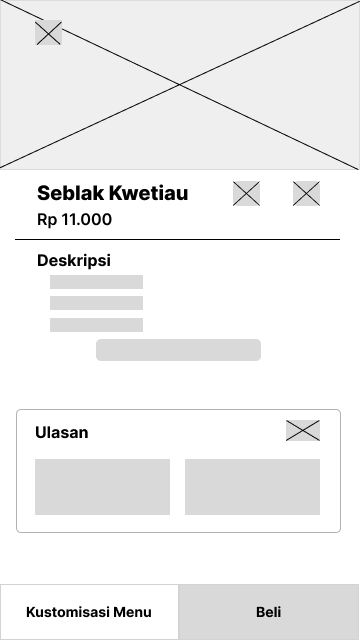 Seblak Kwetiau
Rp 11.000
Deskripsi
Ulasan
Kustomisasi Menu
Beli